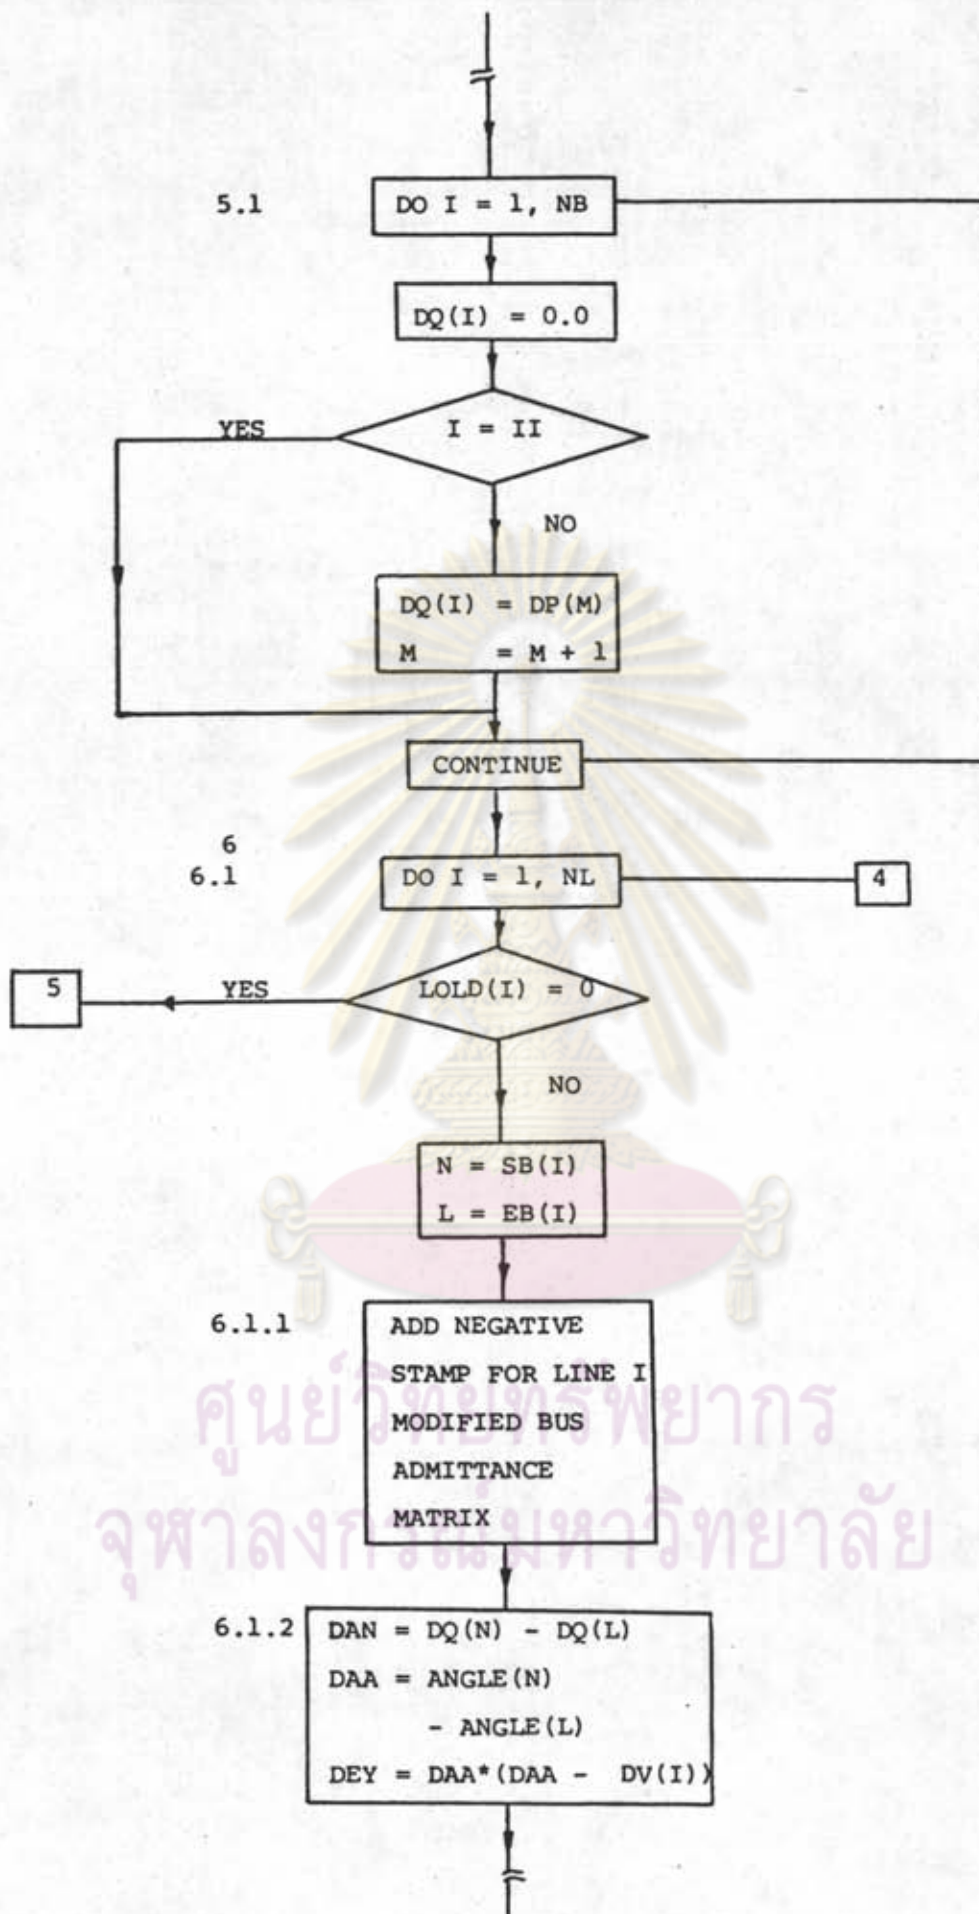 5.1 DO I = 1, NB
DQ(I) = 0.0
YES I = II
NO
DQ(I) = DP(M)
M = M + 1
CONTINUE
6
6.1 DO I = 1, NL 4
5 YES LOLD(I) = 0
NO
N = SB(I)
L = EB(I)
6.1.1 ADD NEGATIVE
STAMP FOR LINE I
MODIFIED BUS
ADMITTANCE
MATRIX
ศูนย์วิทยทรัพยากร
จุฬาลงกรณ์มหาวิทยาลัย
6.1.2 DAN = DQ(N) - DQ(L)
DAA = ANGLE(N)
- ANGLE(L)
DEY = DAA*(DAA - DV(I))